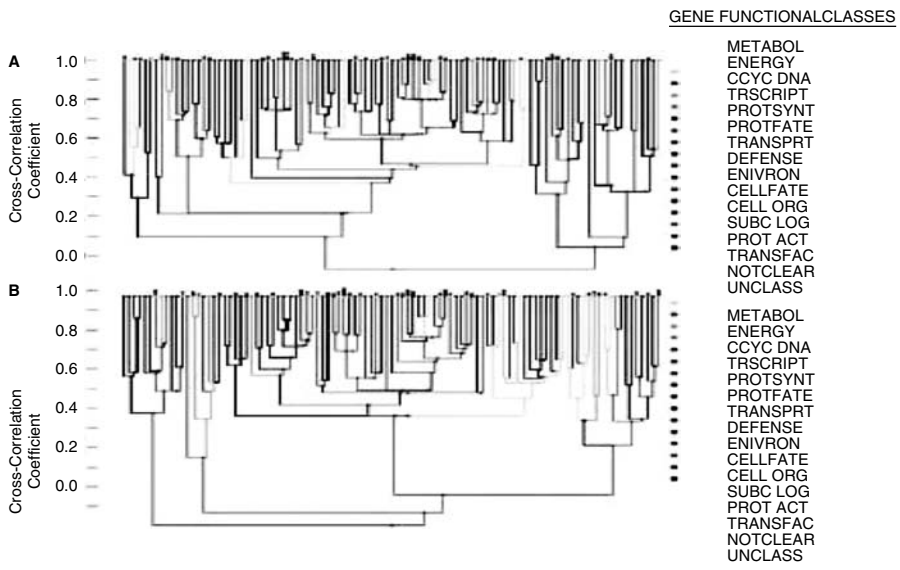 GENE FUNCTIONALCLASSES
A
Cross-Correlation
Coefficient
1.0
0.8
0.6
0.4
0.2
0.0
METABOL
ENERGY
CCYC DNA
TRSCRIPT
PROTSYNT
PROTFATE
TRANSPRT
DEFENSE
ENIVRON
CELLFATE
CELL ORG
SUBC LOG
PROT ACT
TRANSFAC
NOTCLEAR
UNCLASS
B
Cross-Correlation
Coefficient
1.0
0.8
0.6
0.4
0.2
0.0
METABOL
ENERGY
CCYC DNA
TRSCRIPT
PROTSYNT
PROTFATE
TRANSPRT
DEFENSE
ENIVRON
CELLFATE
CELL ORG
SUBC LOG
PROT ACT
TRANSFAC
NOTCLEAR
UNCLASS